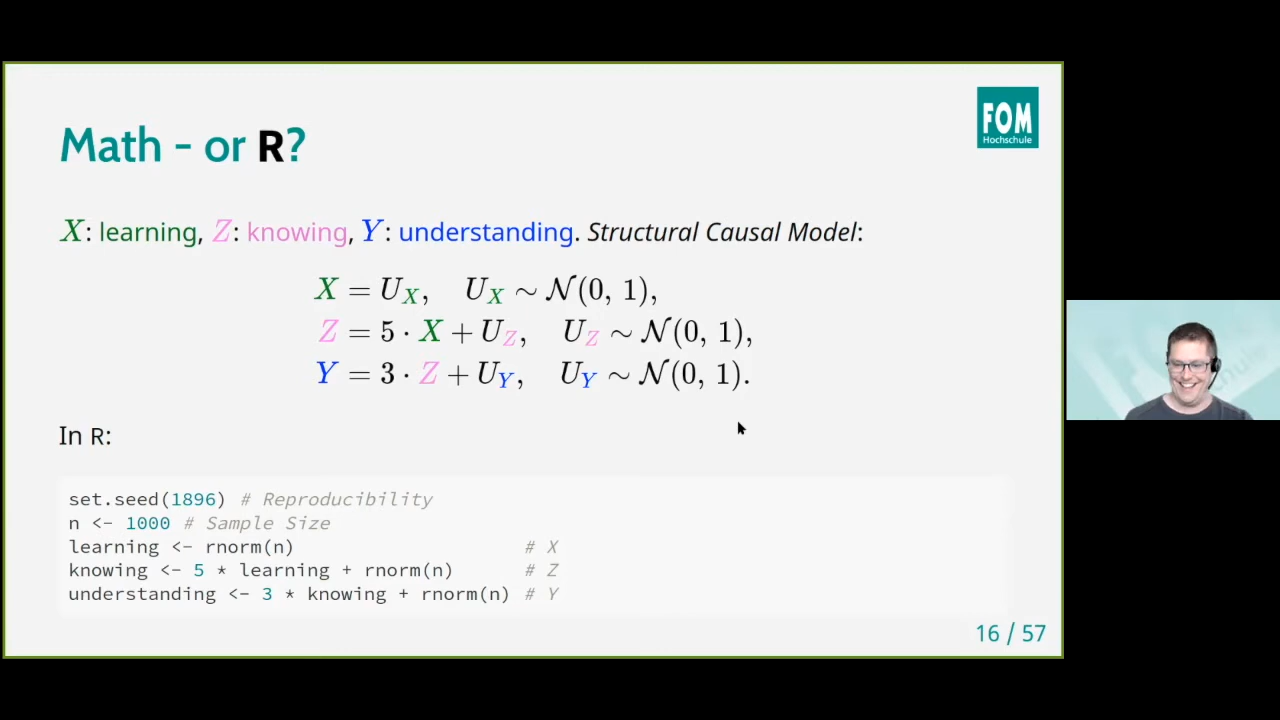 FOM
Hochschule
Math - or R?
X: learning, Z: knowing, Y: understanding. Structural Causal Model:
X = U_X, U_X ∼ 𝒩(0, 1),
Z = 5 · X + U_Z, U_Z ∼ 𝒩(0, 1),
Y = 3 · Z + U_Y, U_Y ∼ 𝒩(0, 1).
In R:
set.seed(1896) # Reproducibility
n <- 1000 # Sample Size
learning <- rnorm(n) # X
knowing <- 5 * learning + rnorm(n) # Z
understanding <- 3 * knowing + rnorm(n) # Y
16 / 57